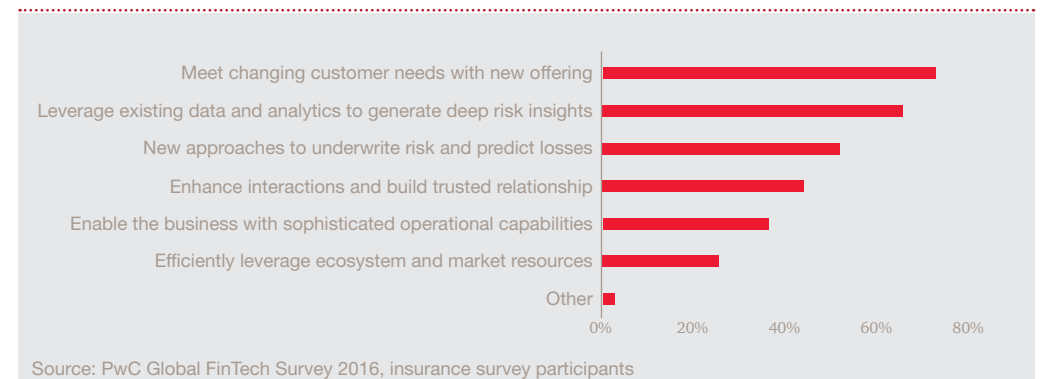 Meet changing customer needs with new offering
Leverage existing data and analytics to generate deep risk insights
New approaches to underwrite risk and predict losses
Enhance interactions and build trusted relationship
Enable the business with sophisticated operational capabilities
Efficiently leverage ecosystem and market resources
Other
0% 20% 40% 60% 80%
Source: PwC Global FinTech Survey 2016, insurance survey participants